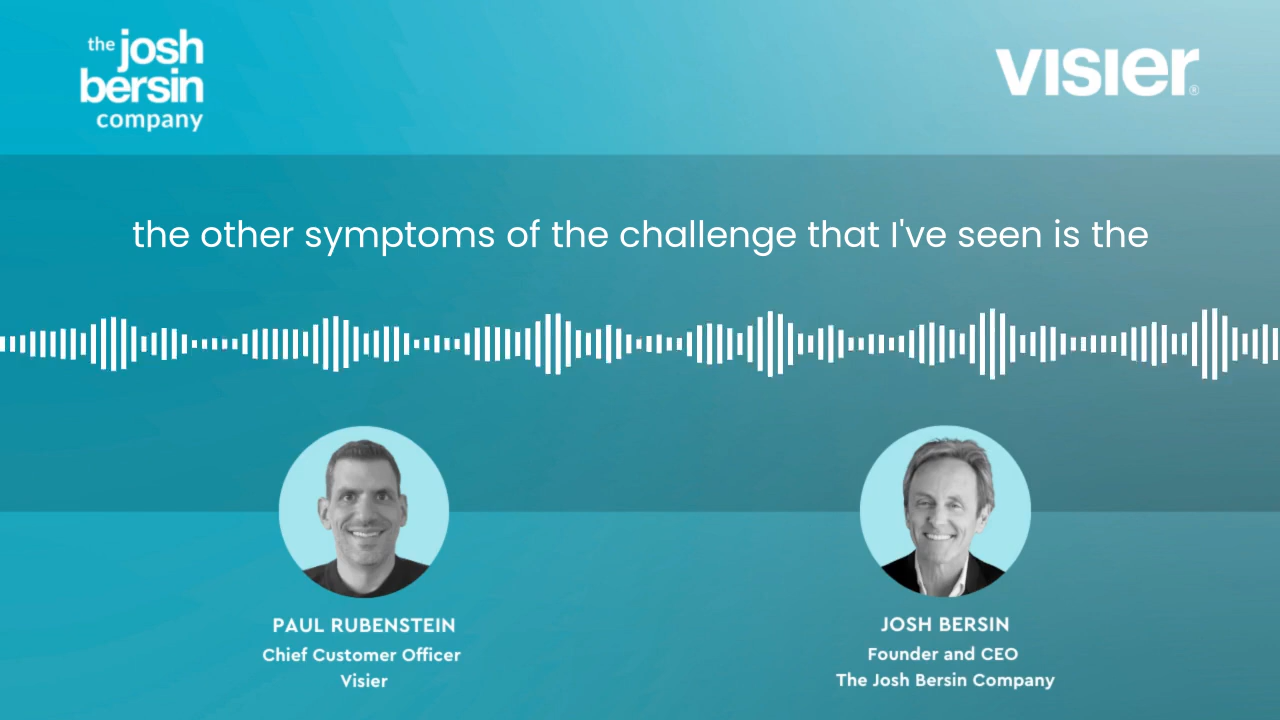 the josh
bersin
company
VISIER®
the other symptoms of the challenge that I've seen is the
PAUL RUBENSTEIN
Chief Customer Officer
Visier
JOSH BERSIN
Founder and CEO
The Josh Bersin Company